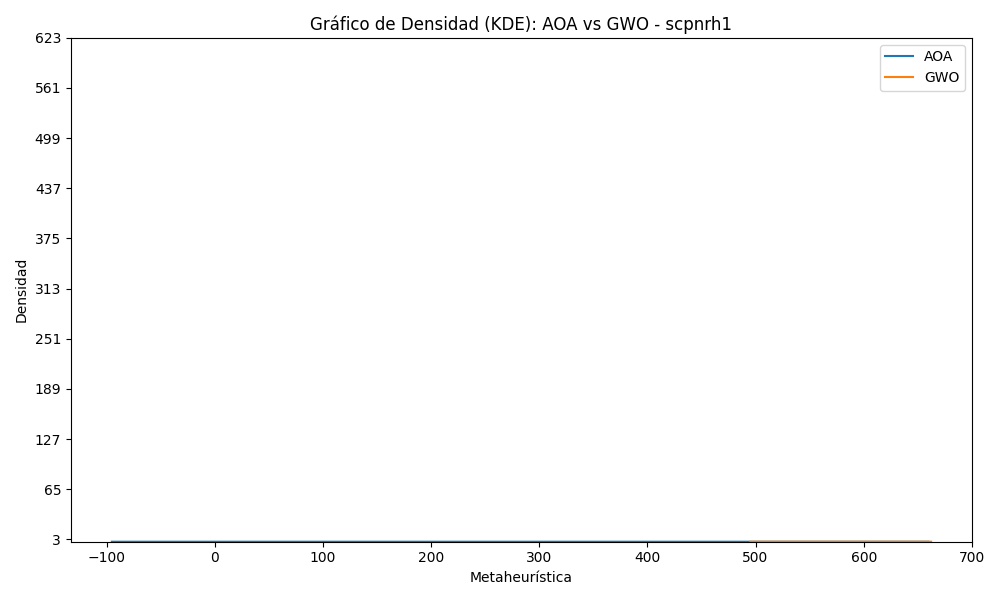 Gráfico de Densidad (KDE): AOA vs GWO - scpnrh1
AOA
GWO
Densidad
623
561
499
437
375
313
251
189
127
65
3
−100 0 100 200 300 400 500 600 700
Metaheurística